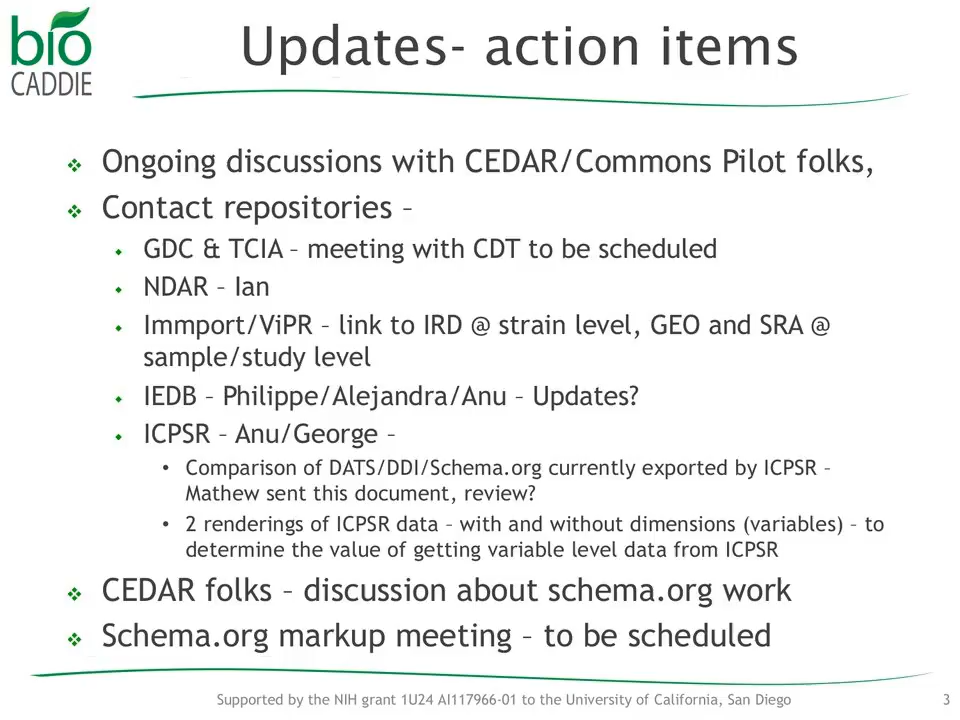 bio
CADDIE
Updates- action items
❖ Ongoing discussions with CEDAR/Commons Pilot folks,
❖ Contact repositories –
⬩ GDC & TCIA – meeting with CDT to be scheduled
⬩ NDAR – Ian
⬩ Immport/ViPR – link to IRD @ strain level, GEO and SRA @
sample/study level
⬩ IEDB – Philippe/Alejandra/Anu – Updates?
⬩ ICPSR – Anu/George –
• Comparison of DATS/DDI/Schema.org currently exported by ICPSR –
Mathew sent this document, review?
• 2 renderings of ICPSR data – with and without dimensions (variables) – to
determine the value of getting variable level data from ICPSR
❖ CEDAR folks – discussion about schema.org work
❖ Schema.org markup meeting – to be scheduled
Supported by the NIH grant 1U24 AI117966-01 to the University of California, San Diego
3